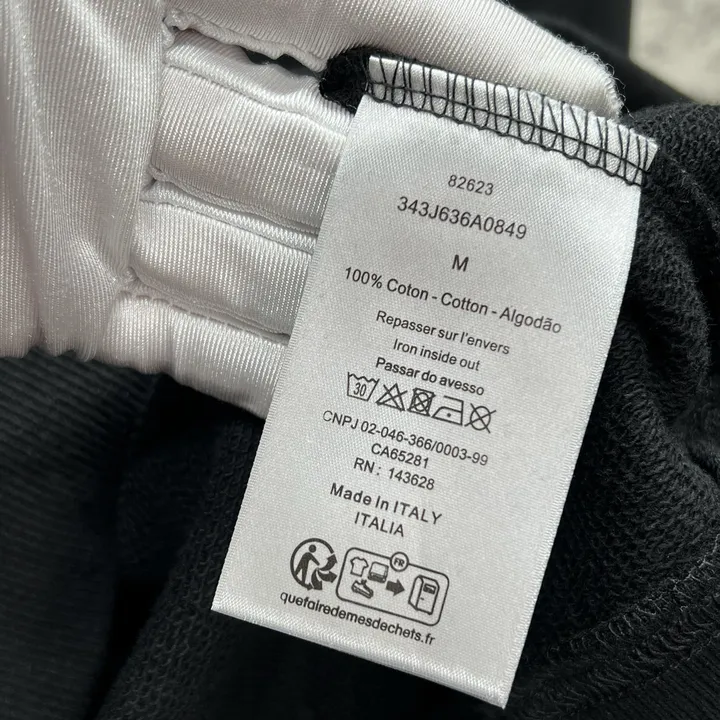 82623
343J636A0849
M
100% Coton - Cotton - Algodão
Repasser sur l'envers
Iron inside out
Passar do avesso
30
CNPJ 02-046-366/0003-99
CA65281
RN: 143628
Made In ITALY
ITALIA
FR
quefairedemesdechets.fr